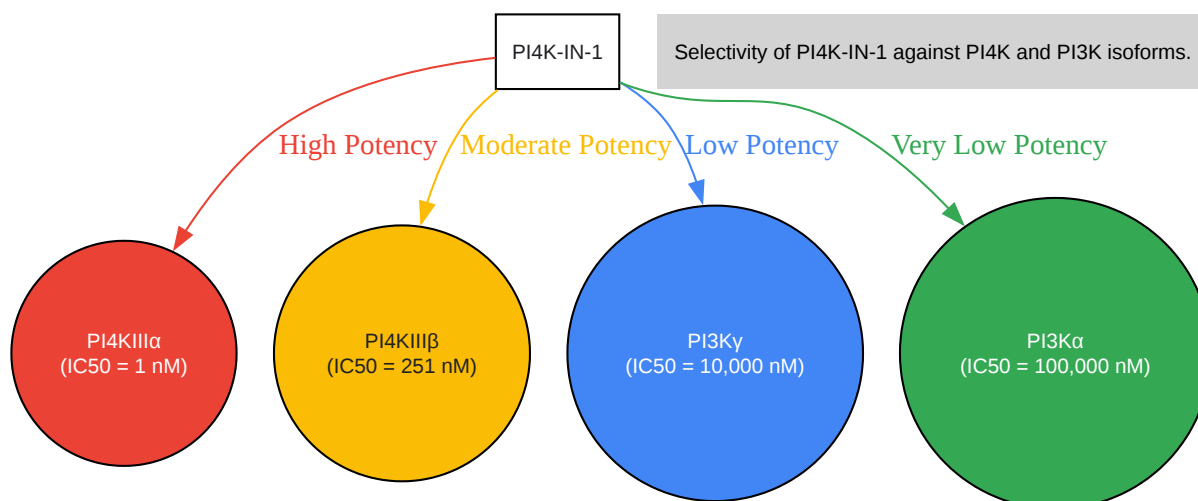 PI4K-IN-1
Selectivity of PI4K-IN-1 against PI4K and PI3K isoforms.
High Potency
Moderate Potency
Low Potency
Very Low Potency
PI4KIIIα
(IC50 = 1 nM)
PI4KIIIβ
(IC50 = 251 nM)
PI3Kγ
(IC50 = 10,000 nM)
PI3Kα
(IC50 = 100,000 nM)